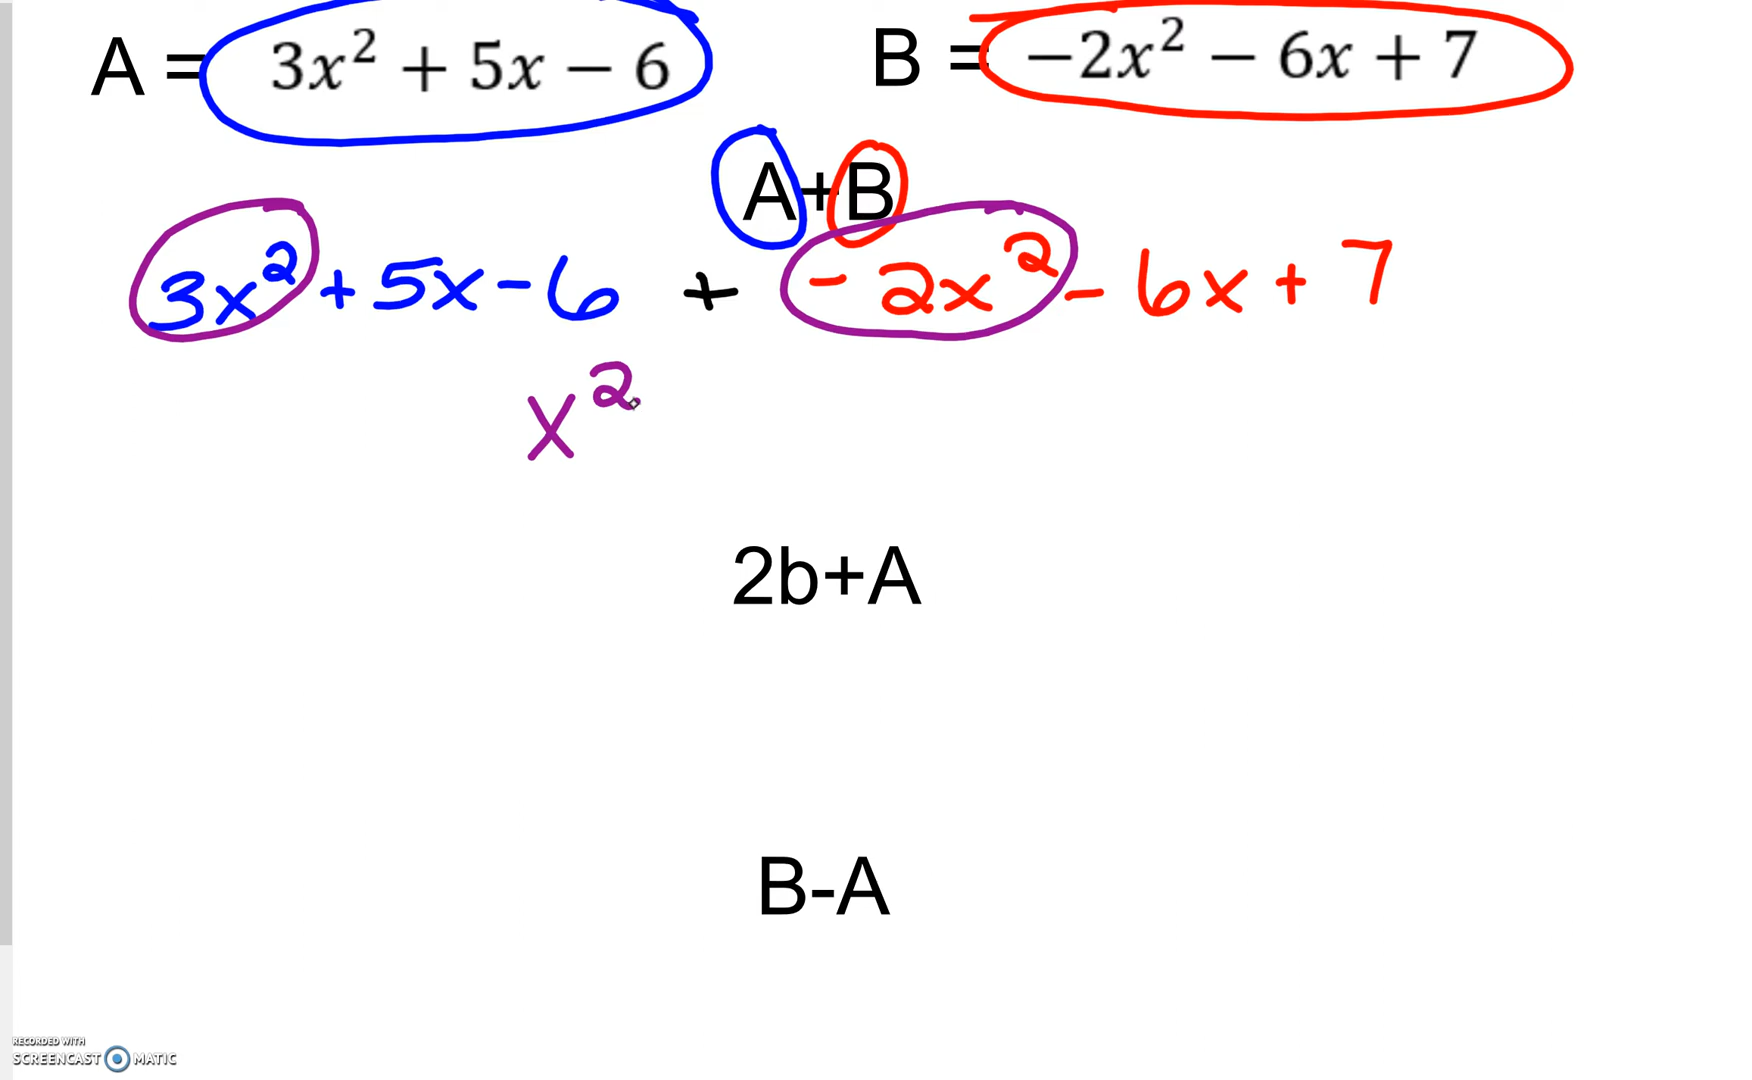 A = 3x² + 5x − 6 B = −2x² − 6x + 7
A+B
3x² + 5x - 6 + - 2x² - 6x + 7
x²
2b+A
B-A
RECORDED WITH
SCREENCAST MATIC